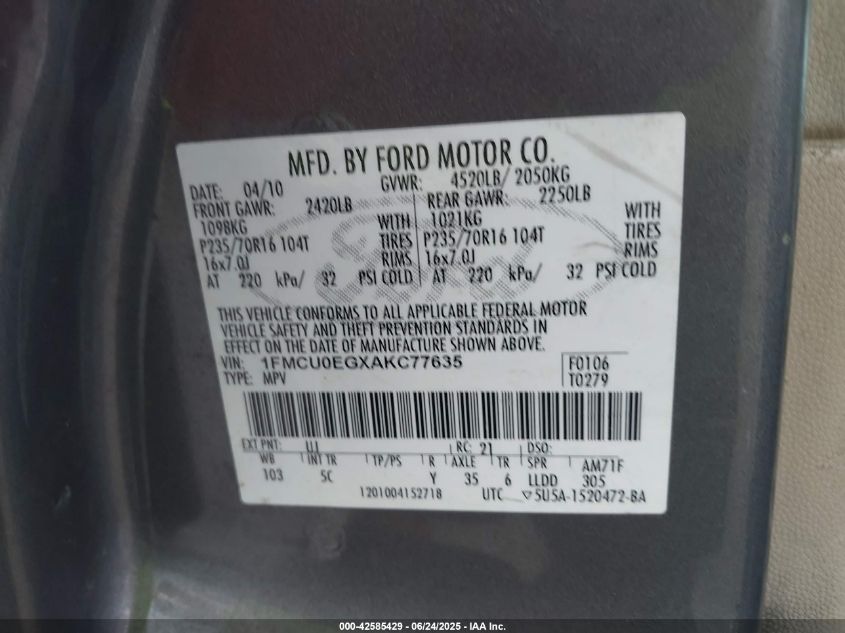 MFD. BY FORD MOTOR CO.
DATE: 04/10 GVWR: 4520LB/ 2050KG
FRONT GAWR: 2420LB REAR GAWR: 2250LB
1098KG WITH 1021KG WITH
P235/70R16 104T TIRES P235/70R16 104T TIRES
16x7.0J RIMS 16x7.0J RIMS
AT 220 kPa/ 32 PSI COLD AT 220 kPa/ 32 PSI COLD
Ford
THIS VEHICLE CONFORMS TO ALL APPLICABLE FEDERAL MOTOR
VEHICLE SAFETY AND THEFT PREVENTION STANDARDS IN
EFFECT ON THE DATE OF MANUFACTURE SHOWN ABOVE.
VIN: 1FMCU0EGXAKC77635 F0106
TYPE: MPV T0279
EXT PNT: UJ RC: 21 DSO:
WB INT TR TP/PS R AXLE TR SPR AM71F
103 5C Y 35 6 LLDD 305
1201004152718 UTC ▽5U5A-1520472-BA
000-42585429 - 06/24/2025 - IAA Inc.